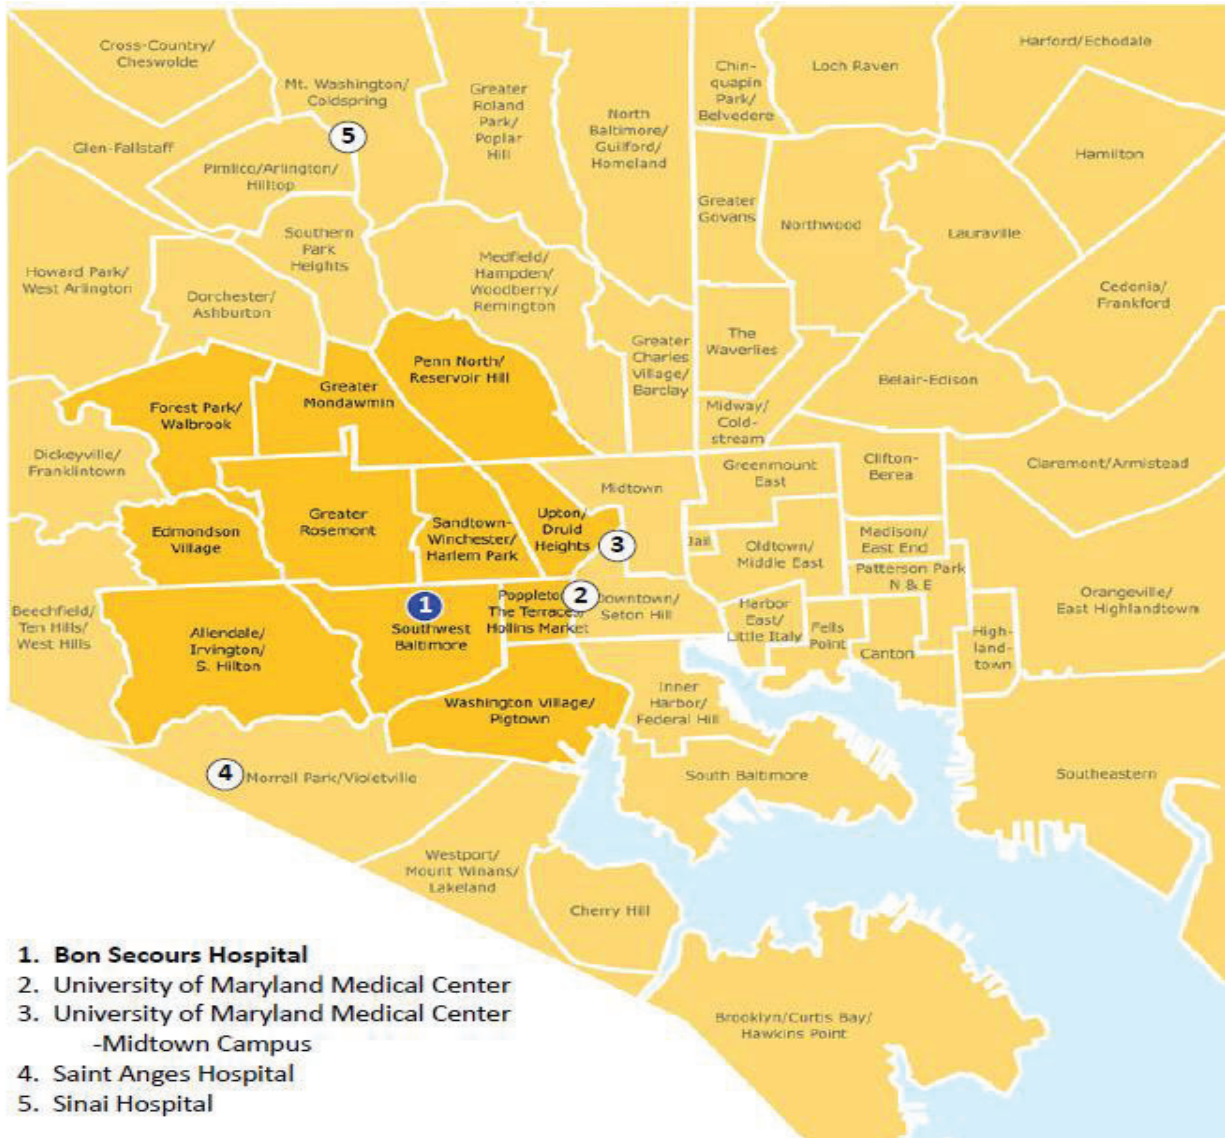 Cross-Country/
Cheswolde
Mt. Washington/
Coldspring
Greater
Roland
Park/
Poplar
Hill
North
Baltimore/
Guilford/
Homeland
Chin-
quapin
Park/
Belvedere
Loch Raven
Harford/Echodale
Glen-Fallstaff
5
Pimlico/Arlington/
Hilltop
Hamilton
Greater
Govans
Northwood
Lauraville
Southern
Park
Heights
Howard Park/
West Arlington
Dorchester/
Ashburton
Medfield/
Hampden/
Woodberry/
Remington
Cedonia/
Frankford
The
Waverlies
Greater
Charles
Village/
Barclay
Belair-Edison
Penn North/
Reservoir Hill
Greater
Mondawmin
Forest Park/
Walbrook
Midway/
Cold-
stream
Dickeyville/
Franklintown
Greenmount
East
Clifton-
Berea
Claremont/Armistead
Midtown
Greater
Rosemont
Edmondson
Village
Sandtown-
Winchester/
Harlem Park
Upton/
Druid
Heights
3
Jail
Oldtown/
Middle East
Madison/
East End
Patterson Park
N & E
Orangeville/
East Highlandtown
Beechfield/
Ten Hills/
West Hills
Allendale/
Irvington/
S. Hilton
1
Southwest
Baltimore
Poppleton/
The Terraces/
Hollins Market
2
Downtown/
Seton Hill
Harbor
East/
Little Italy
Fells
Point
Canton
High-
land-
town
Washington Village/
Pigtown
Inner
Harbor/
Federal Hill
4
Morrell Park/Violetville
South Baltimore
Southeastern
Westport/
Mount Winans/
Lakeland
Cherry Hill
Brooklyn/Curtis Bay/
Hawkins Point
1. Bon Secours Hospital
2. University of Maryland Medical Center
3. University of Maryland Medical Center
-Midtown Campus
4. Saint Anges Hospital
5. Sinai Hospital